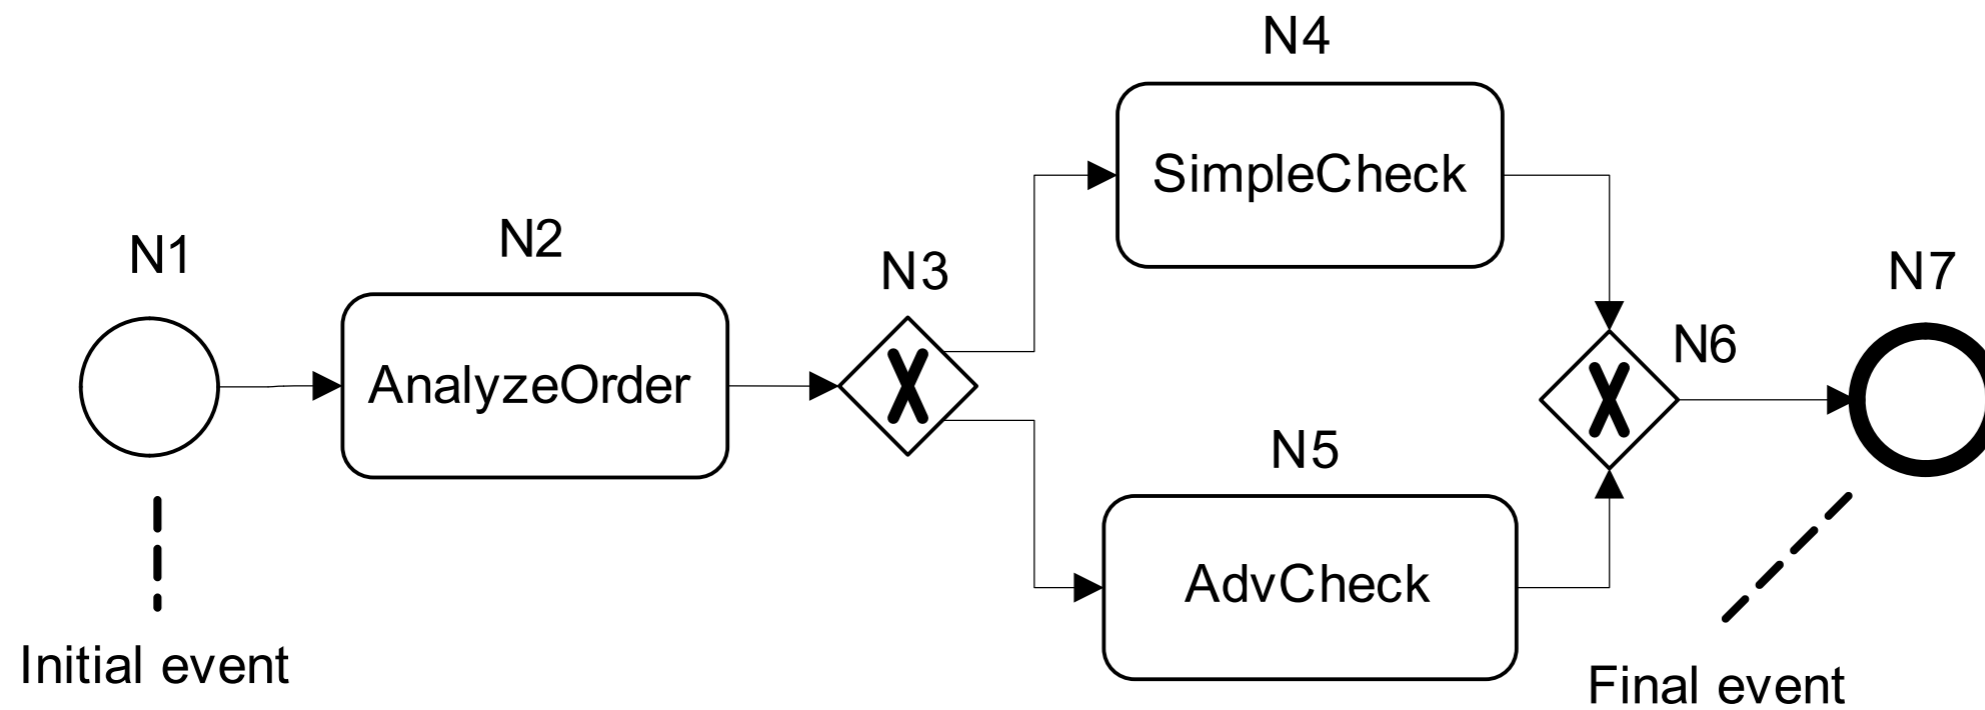 N1
N2
N3
N4
N5
N6
N7
AnalyzeOrder
SimpleCheck
AdvCheck
Initial event
Final event